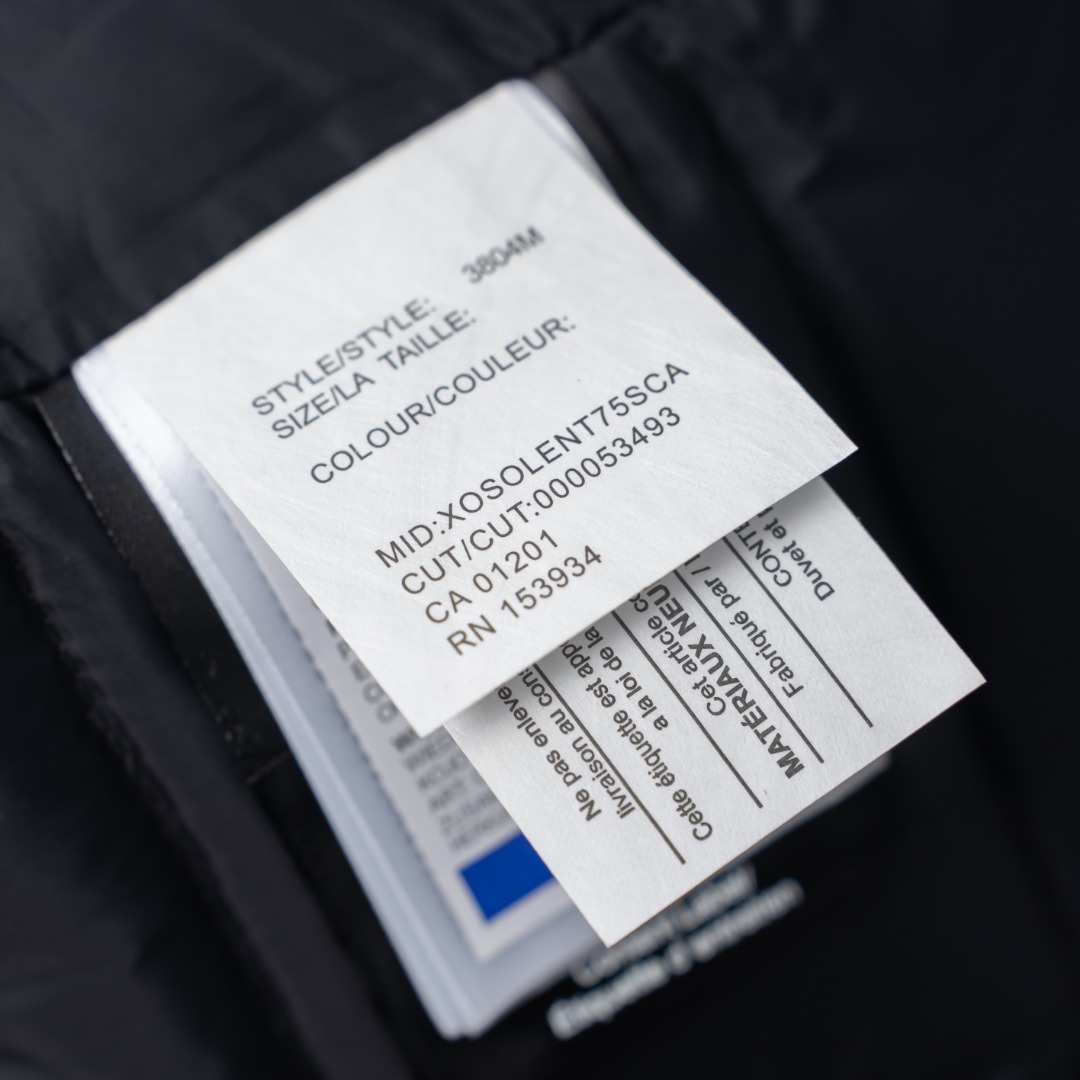 STYLE/STYLE: 3804M
SIZE/LA TAILLE:
COLOUR/COULEUR:
MID:XOSOLENT75SCA
CUT/CUT:000053493
CA 01201
RN 153934
Ne pas enleve
livraison au con
Cette étiquette est app
a la loi de la
Cet article c
MATÉRIAUX NEU
Fabriqué par /
CONT
Duvet et